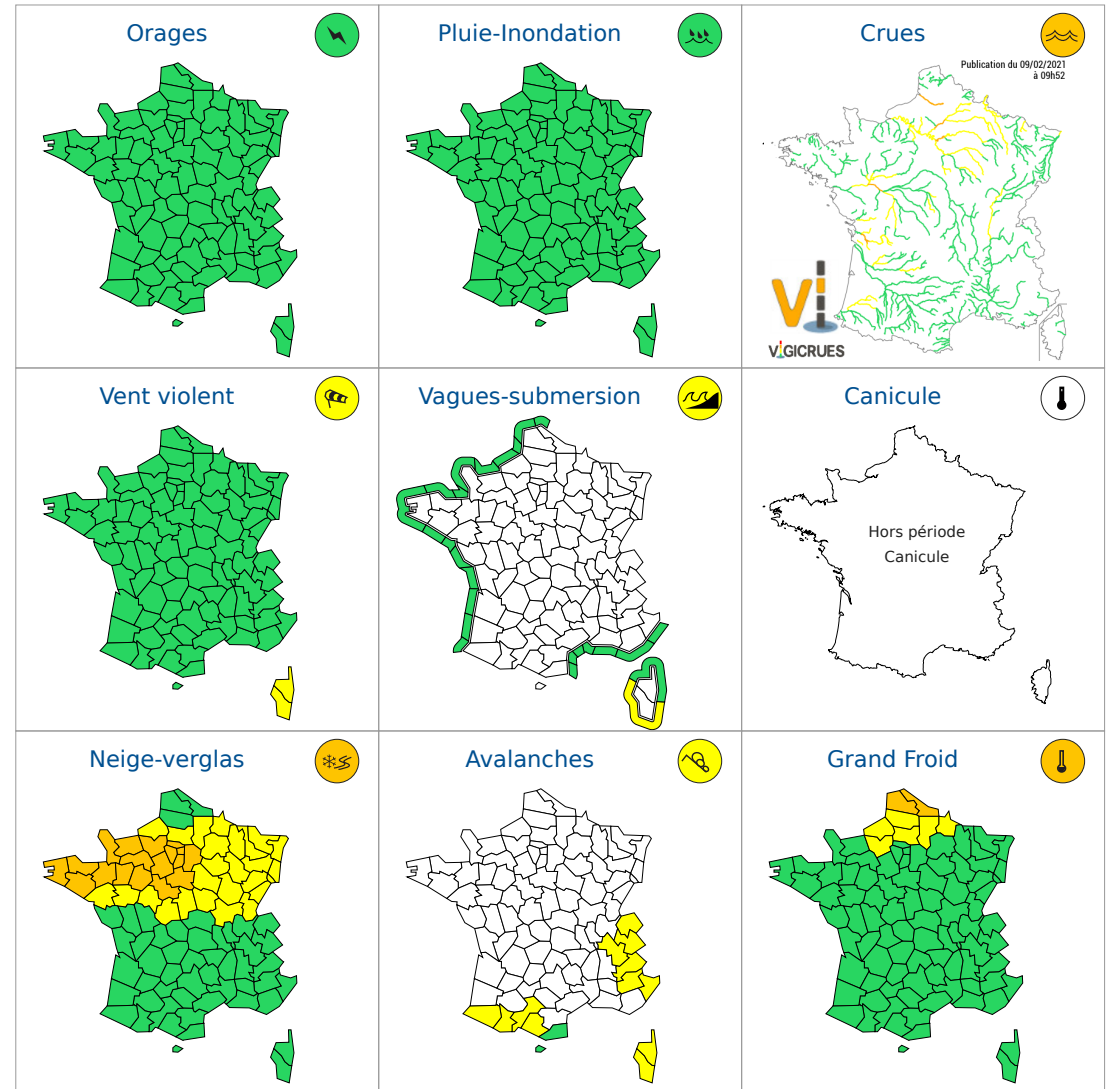 Orages
Pluie-Inondation
Crues
Publication du 09/02/2021
à 09h52
Vi
VIGICRUES
Vent violent
Vagues-submersion
Canicule
Hors période
Canicule
Neige-verglas
Avalanches
Grand Froid